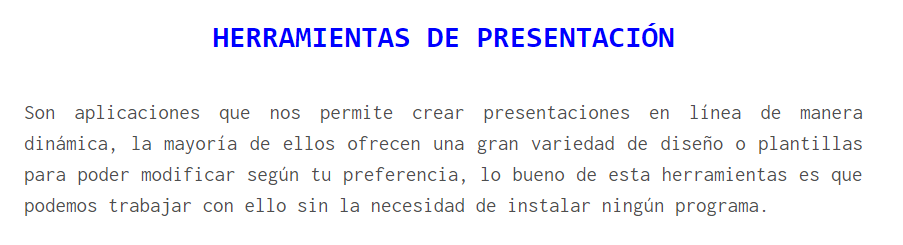 HERRAMIENTAS DE PRESENTACIÓN
Son aplicaciones que nos permite crear presentaciones en línea de manera
dinámica, la mayoría de ellos ofrecen una gran variedad de diseño o plantillas
para poder modificar según tu preferencia, lo bueno de esta herramientas es que
podemos trabajar con ello sin la necesidad de instalar ningún programa.